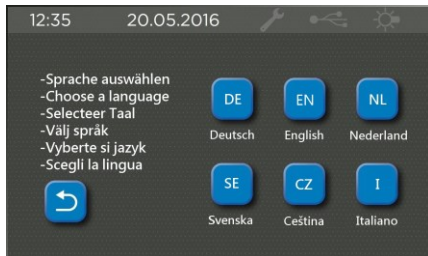 12:35 20.05.2016
-Sprache auswählen
-Choose a language
-Selecteer Taal
-Välj språk
-Vyberte si jazyk
-Scegli la lingua
DE EN NL
Deutsch English Nederland
SE CZ I
Svenska Ceština Italiano